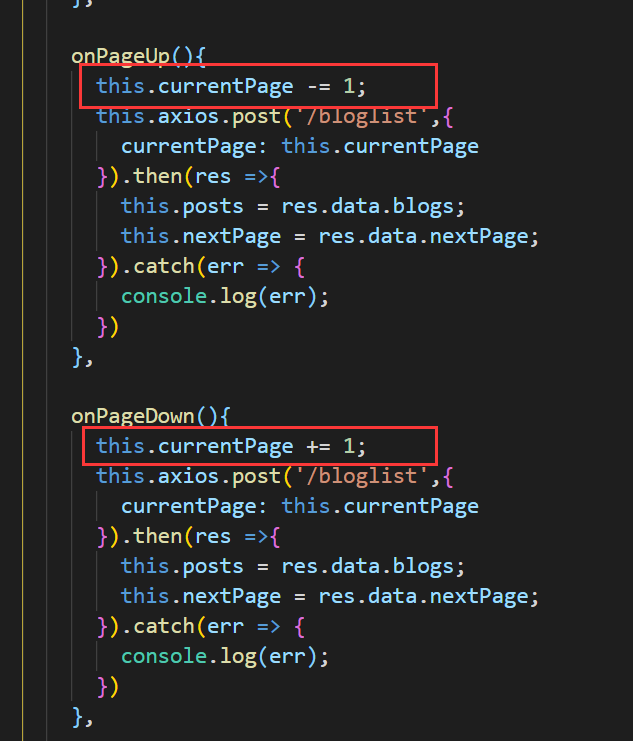 },
onPageUp(){
this.currentPage -= 1;
this.axios.post('/bloglist',{
currentPage: this.currentPage
}).then(res =>{
this.posts = res.data.blogs;
this.nextPage = res.data.nextPage;
}).catch(err => {
console.log(err);
})
},
onPageDown(){
this.currentPage += 1;
this.axios.post('/bloglist',{
currentPage: this.currentPage
}).then(res =>{
this.posts = res.data.blogs;
this.nextPage = res.data.nextPage;
}).catch(err => {
console.log(err);
})
},